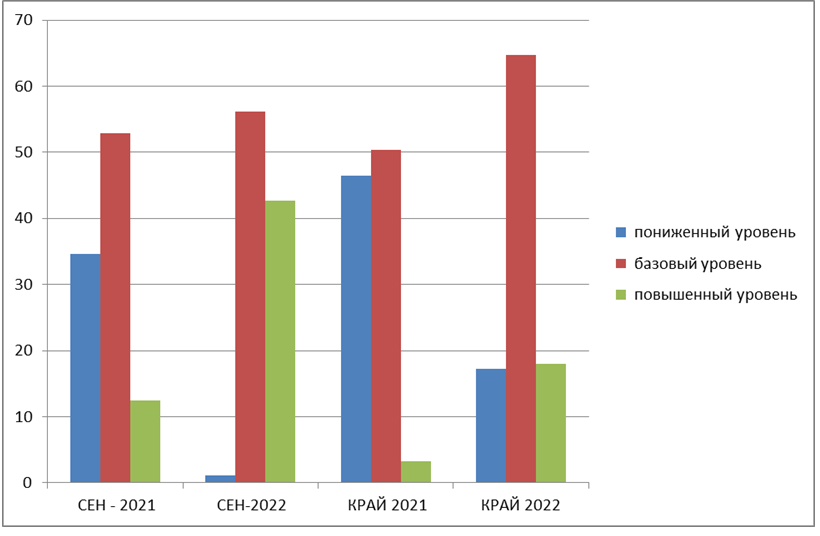 70
60
50
40
30
20
10
0
СЕН - 2021
СЕН-2022
КРАЙ 2021
КРАЙ 2022
пониженный уровень
базовый уровень
повышенный уровень